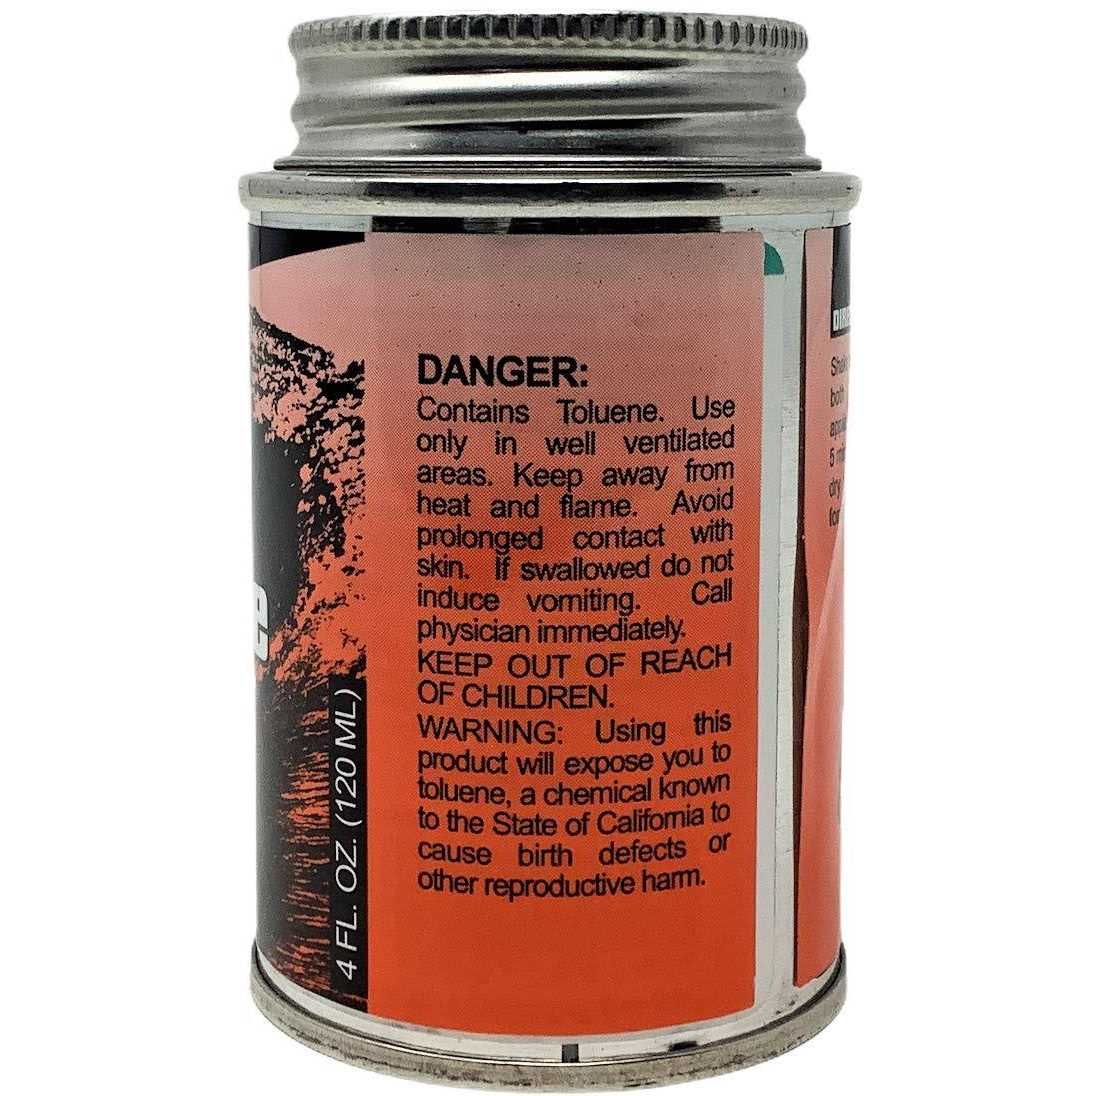 DANGER:
Contains Toluene. Use
only in well ventilated
areas. Keep away from
heat and flame. Avoid
prolonged contact with
skin. If swallowed do not
induce vomiting. Call
physician immediately.
KEEP OUT OF REACH
OF CHILDREN.
WARNING: Using this
product will expose you to
toluene, a chemical known
to the State of California to
cause birth defects or
other reproductive harm.
4 FL. OZ. (120 ML)
both